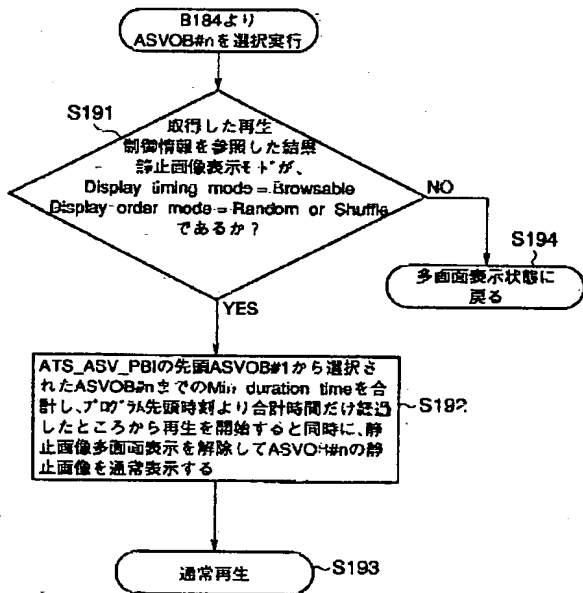 B184より
ASVOB#nを選択実行
S191
取得した再生
制御情報を参照した結果
静止画像表示モードが、
Display timing mode=Browsable
Display order mode=Random or Shuffle
であるか？
NO
S194
多画面表示状態に
戻る
YES
ATS_ASV_PBIの先頭ASVOB#1から選択さ
れたASVOB#nまでのMin duration timeを合
計し、プログラム先頭時刻より合計時間だけ経過
したところから再生を開始すると同時に、静
止画像多画面表示を解除してASVOB#nの静
止画像を通常表示する
S192
通常再生
S193